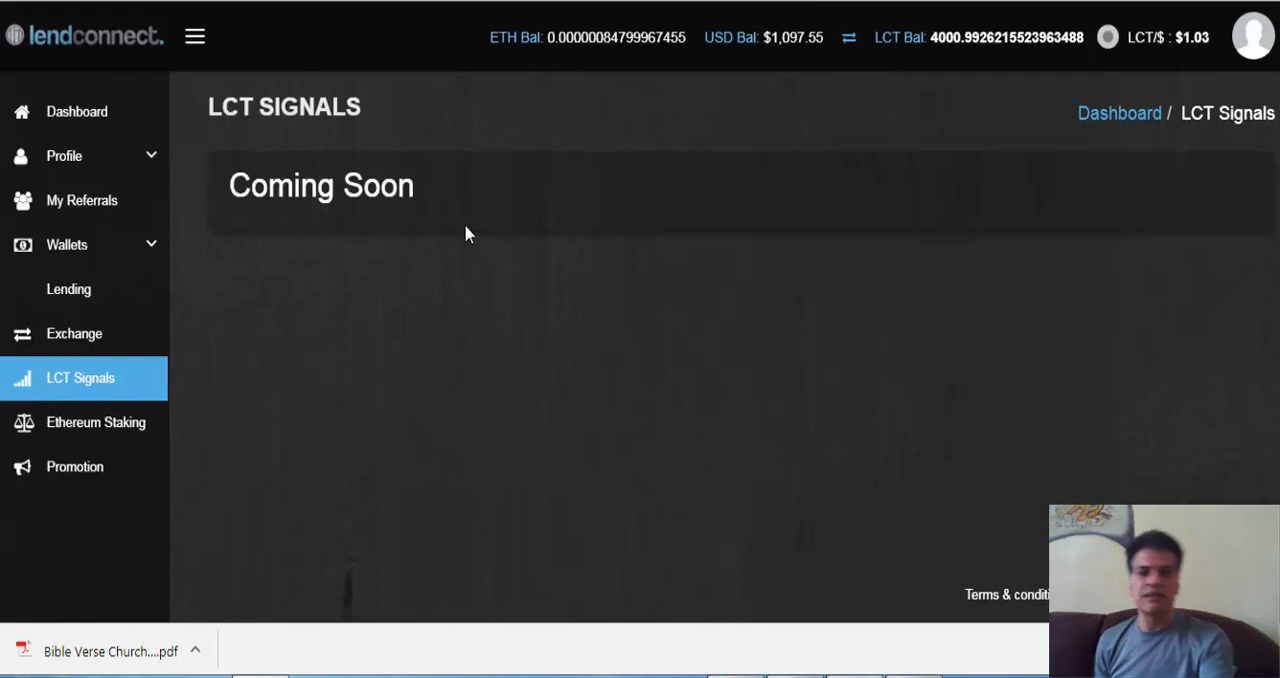 lendconnect.
ETH Bal: 0.00000084799967455 USD Bal: $1,097.55 LCT Bal: 4000.9926215523963488 LCT/$ : $1.03
Dashboard
Profile
My Referrals
Wallets
Lending
Exchange
LCT Signals
Ethereum Staking
Promotion
LCT SIGNALS
Dashboard / LCT Signals
Coming Soon
Terms & conditi
Bible Verse Church....pdf